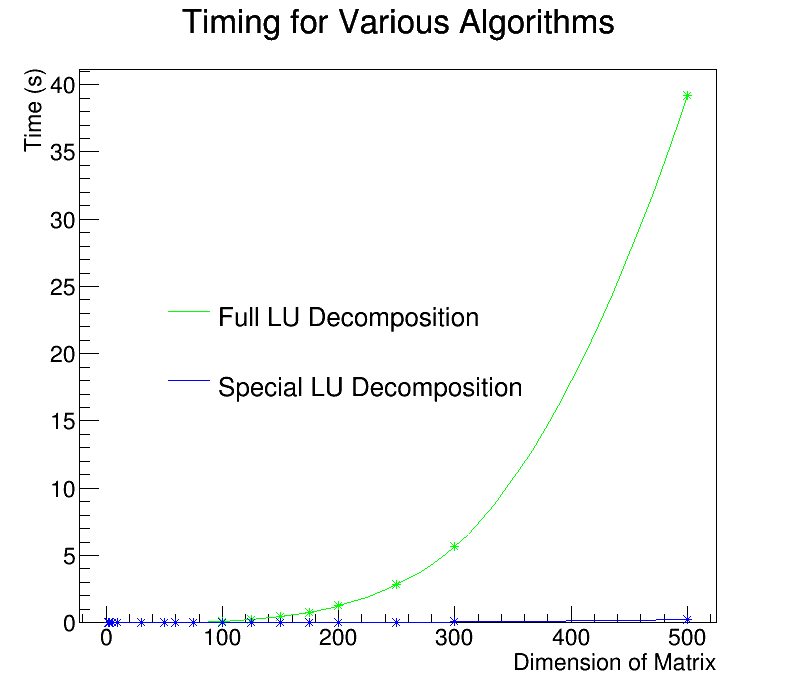 Timing for Various Algorithms
Time (s)
40
35
30
25
20
15
10
5
0
Full LU Decomposition
Special LU Decomposition
0 100 200 300 400 500
Dimension of Matrix